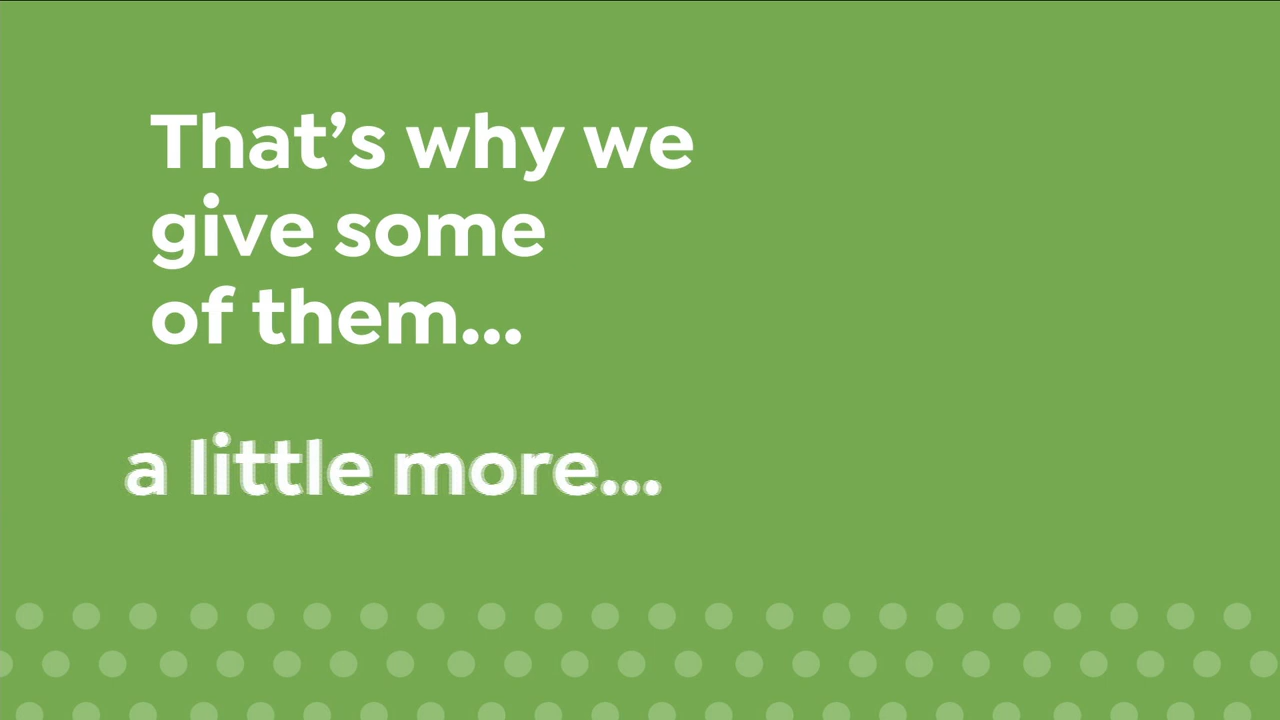 That’s why we
give some
of them...
a little more...